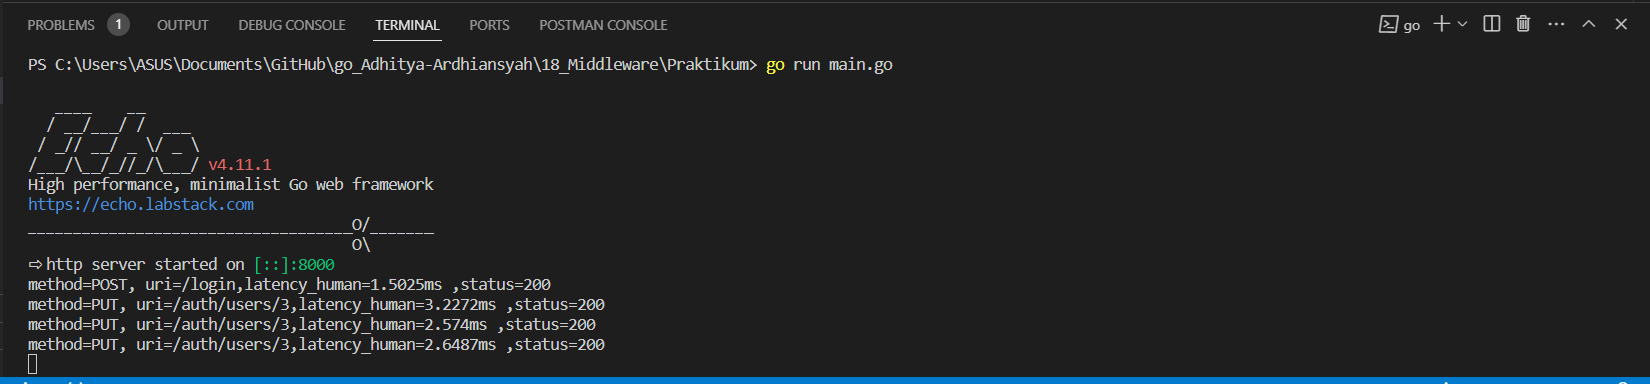 PROBLEMS 1 OUTPUT DEBUG CONSOLE TERMINAL PORTS POSTMAN CONSOLE go
PS C:\Users\ASUS\Documents\GitHub\go_Adhitya-Ardhiansyah\18_Middleware\Praktikum> go run main.go
   ____    __
  / __/___/ /  ___
 / _// __/ _ \/ _ \
/___/\__/_//_/\___/ v4.11.1
High performance, minimalist Go web framework
https://echo.labstack.com
____________________________________O/_______
                                    O\
⇨ http server started on [::]:8000
method=POST, uri=/login,latency_human=1.5025ms ,status=200
method=PUT, uri=/auth/users/3,latency_human=3.2272ms ,status=200
method=PUT, uri=/auth/users/3,latency_human=2.574ms ,status=200
method=PUT, uri=/auth/users/3,latency_human=2.6487ms ,status=200